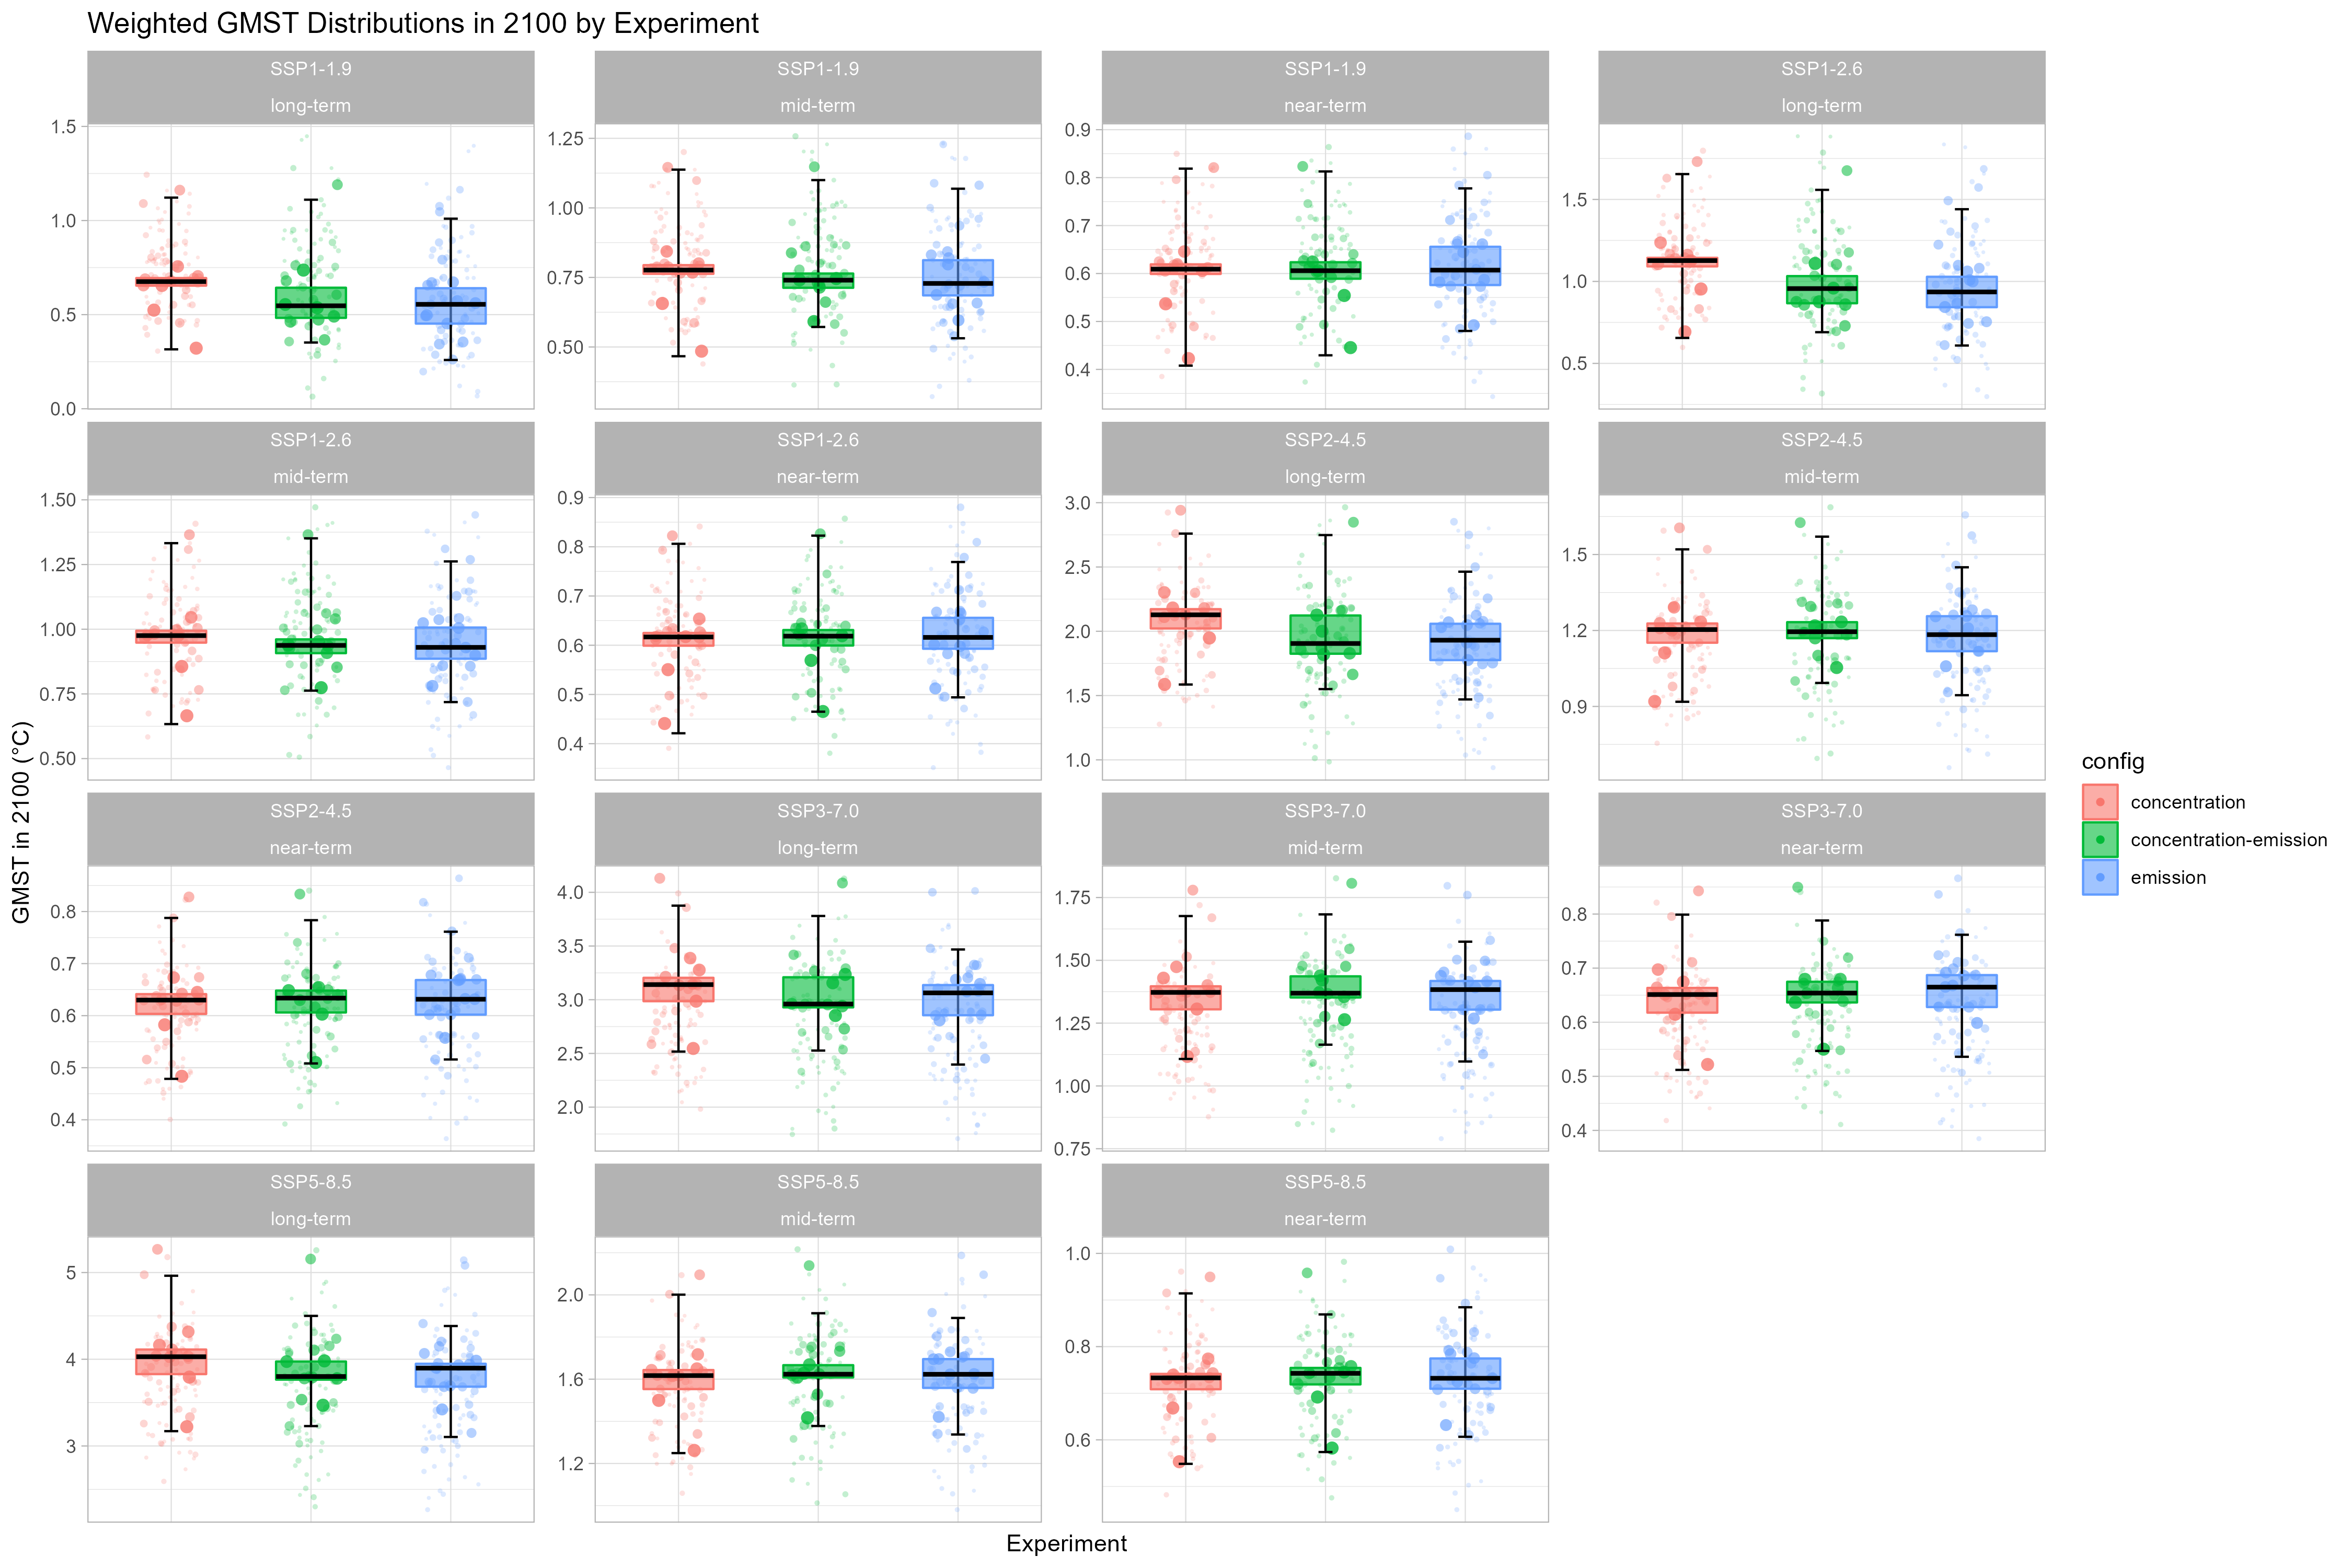 Weighted GMST Distributions in 2100 by Experiment
SSP1-1.9
long-term
1.5
1.0
0.5
0.0
SSP1-1.9
mid-term
1.25
1.00
0.75
0.50
SSP1-1.9
near-term
0.9
0.8
0.7
0.6
0.5
0.4
SSP1-2.6
long-term
1.5
1.0
0.5
SSP1-2.6
mid-term
1.50
1.25
1.00
0.75
0.50
SSP1-2.6
near-term
0.9
0.8
0.7
0.6
0.5
0.4
SSP2-4.5
long-term
3.0
2.5
2.0
1.5
1.0
SSP2-4.5
mid-term
1.5
1.2
0.9
SSP2-4.5
near-term
0.8
0.7
0.6
0.5
0.4
SSP3-7.0
long-term
4.0
3.5
3.0
2.5
2.0
SSP3-7.0
mid-term
1.75
1.50
1.25
1.00
0.75
SSP3-7.0
near-term
0.8
0.7
0.6
0.5
0.4
SSP5-8.5
long-term
5
4
3
SSP5-8.5
mid-term
2.0
1.6
1.2
SSP5-8.5
near-term
1.0
0.8
0.6
GMST in 2100 (°C)
Experiment
config
concentration
concentration-emission
emission